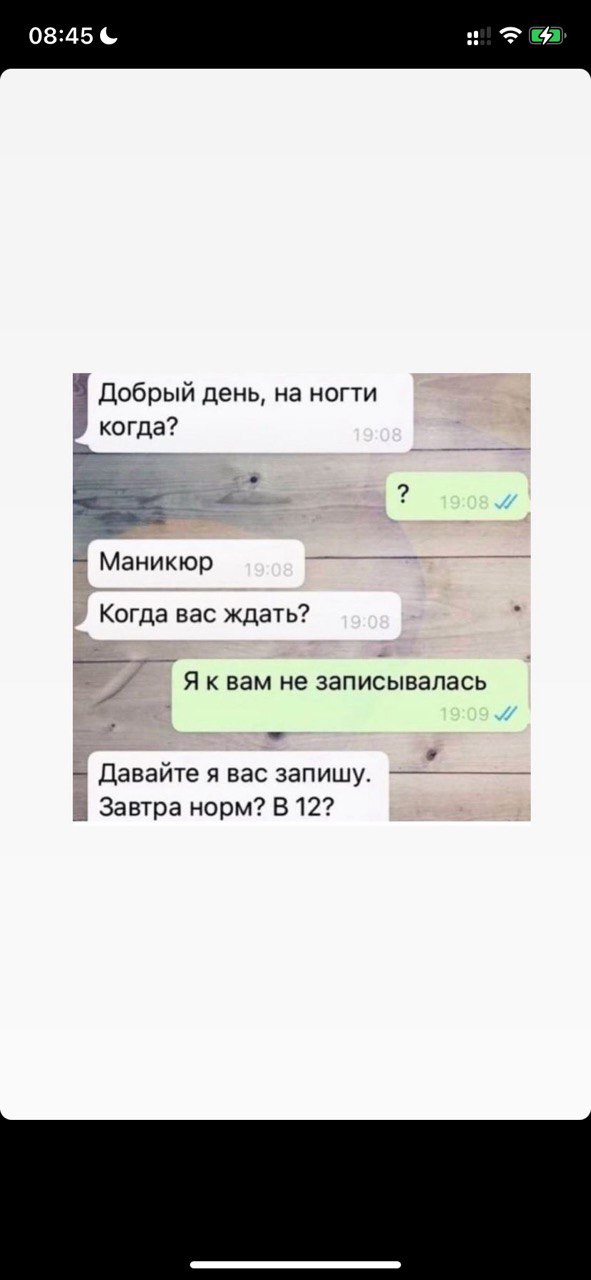 08:45
Добрый день, на ногти
когда?
19:08
?
19:08
Маникюр
19:08
Когда вас ждать?
19:08
Я к вам не записывалась
19:09
Давайте я вас запишу.
Завтра норм? В 12?